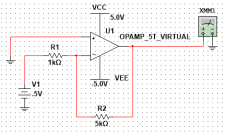 VCC
5.0V
XMM1
U1
OPAMP_5T_VIRTUAL
R1
1kΩ
V1
.5V
-5.0V
VEE
R2
5kΩ